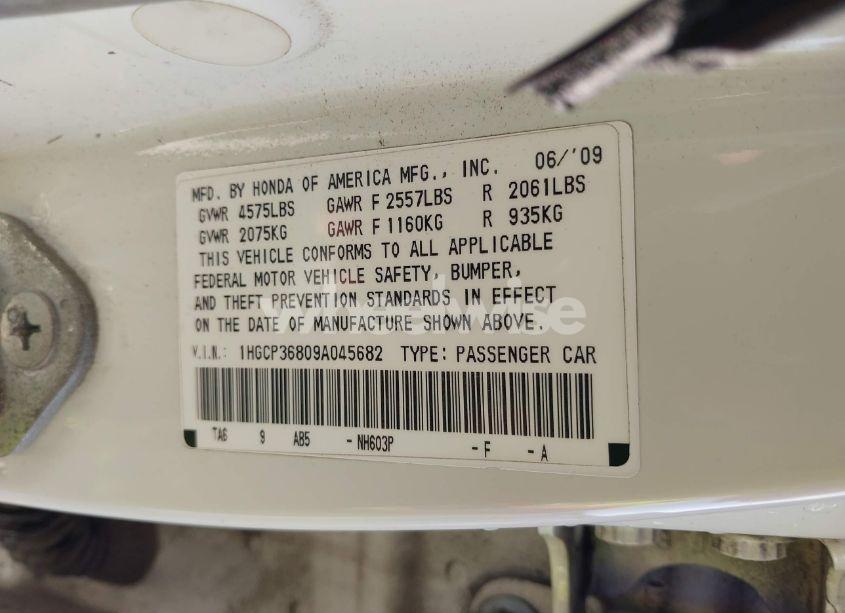 MFD. BY HONDA OF AMERICA MFG., INC. 06/'09
GVWR 4575LBS GAWR F 2557LBS R 2061LBS
GVWR 2075KG GAWR F 1160KG R 935KG
THIS VEHICLE CONFORMS TO ALL APPLICABLE
FEDERAL MOTOR VEHICLE SAFETY, BUMPER,
AND THEFT PREVENTION STANDARDS IN EFFECT
ON THE DATE OF MANUFACTURE SHOWN ABOVE.
wheelwise
V.I.N.: 1HGCP36809A045682 TYPE: PASSENGER CAR
TA6 9 AB5 -NH603P -F -A